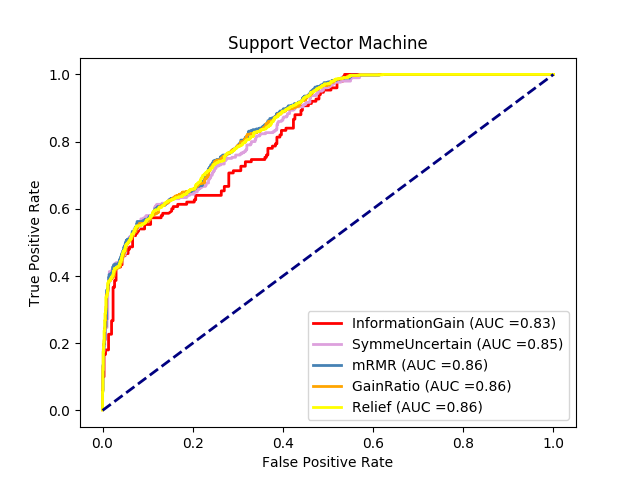 Support Vector Machine
True Positive Rate
1.0
0.8
0.6
0.4
0.2
0.0
InformationGain (AUC =0.83)
SymmeUncertain (AUC =0.85)
mRMR (AUC =0.86)
GainRatio (AUC =0.86)
Relief (AUC =0.86)
0.0 0.2 0.4 0.6 0.8 1.0
False Positive Rate